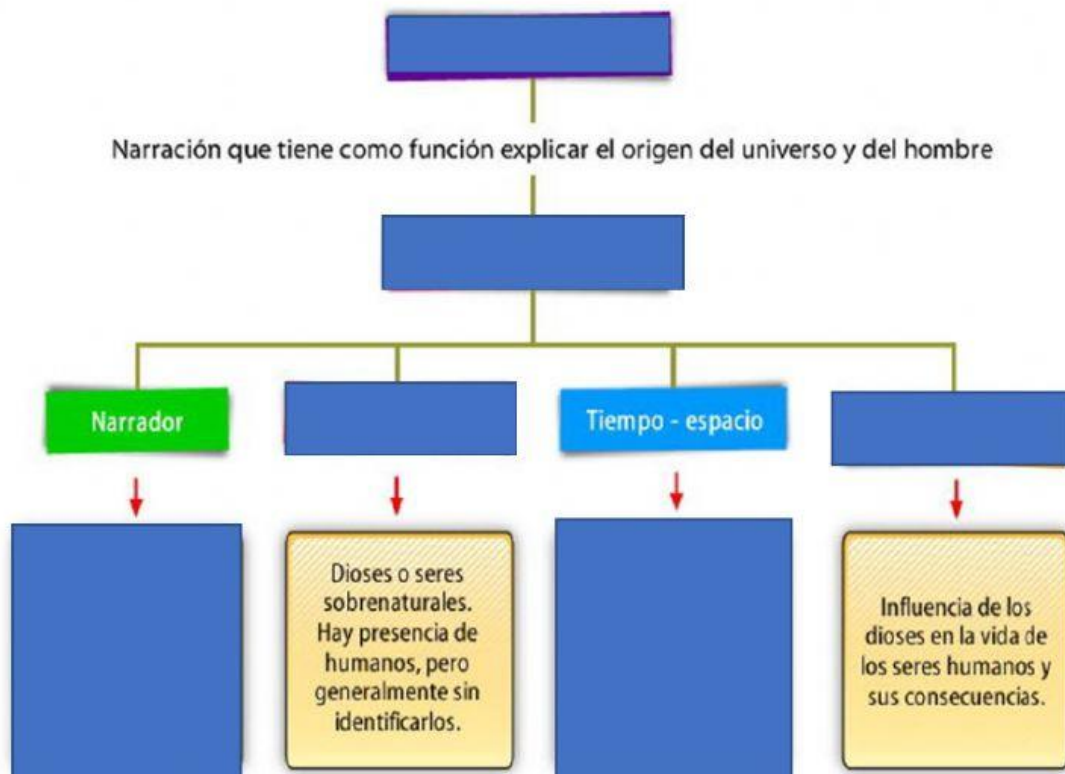 Narración que tiene como función explicar el origen del universo y del hombre
Narrador
Tiempo - espacio
Dioses o seres
sobrenaturales.
Hay presencia de
humanos, pero
generalmente sin
identificarlos.
Influencia de los
dioses en la vida de
los seres humanos y
sus consecuencias.